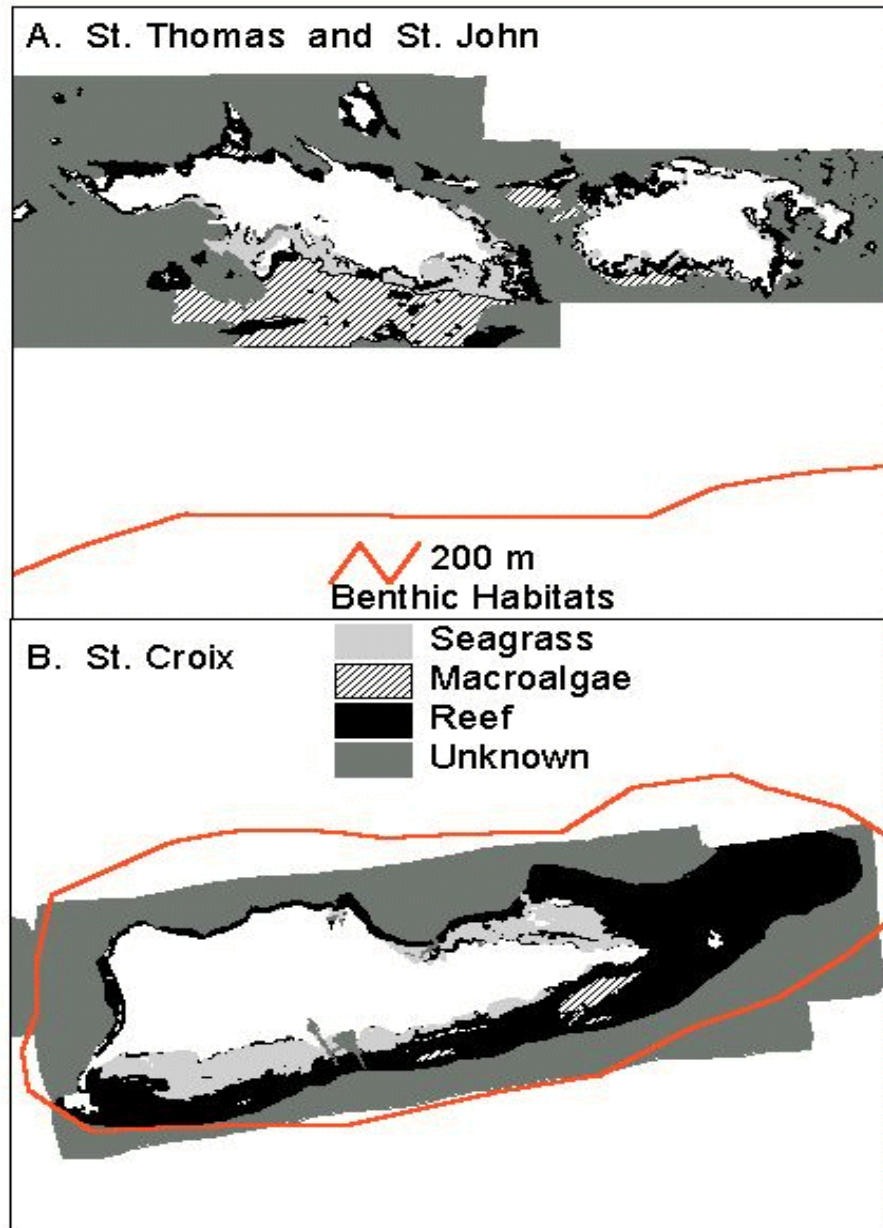 A. St. Thomas and St. John
200 m
Benthic Habitats
B. St. Croix
Seagrass
Macroalgae
Reef
Unknown